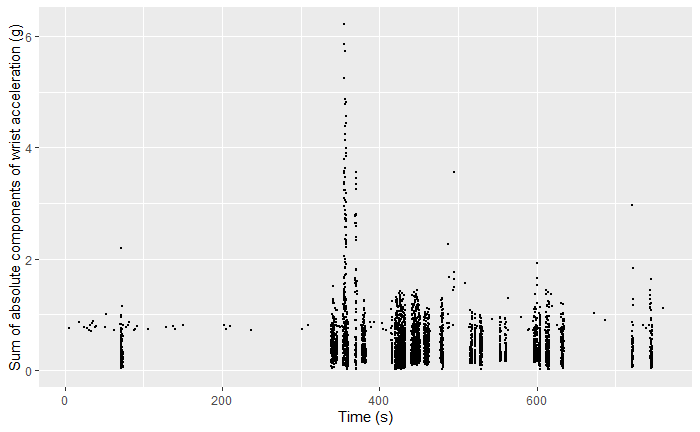 Sum of absolute components of wrist acceleration (g)
6
4
2
0
0 200 400 600
Time (s)